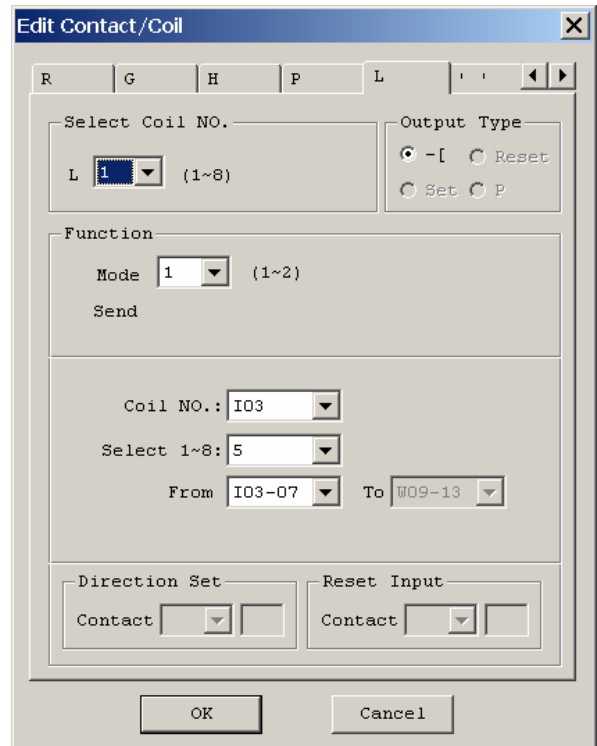 Edit Contact/Coil
R G H P L
Select Coil NO.
L 1 (1~8)
Output Type
-[ Reset
Set P
Function
Mode 1 (1~2)
Send
Coil NO.: I03
Select 1~8: 5
From I03-07 To W09-13
Direction Set
Contact
Reset Input
Contact
OK Cancel